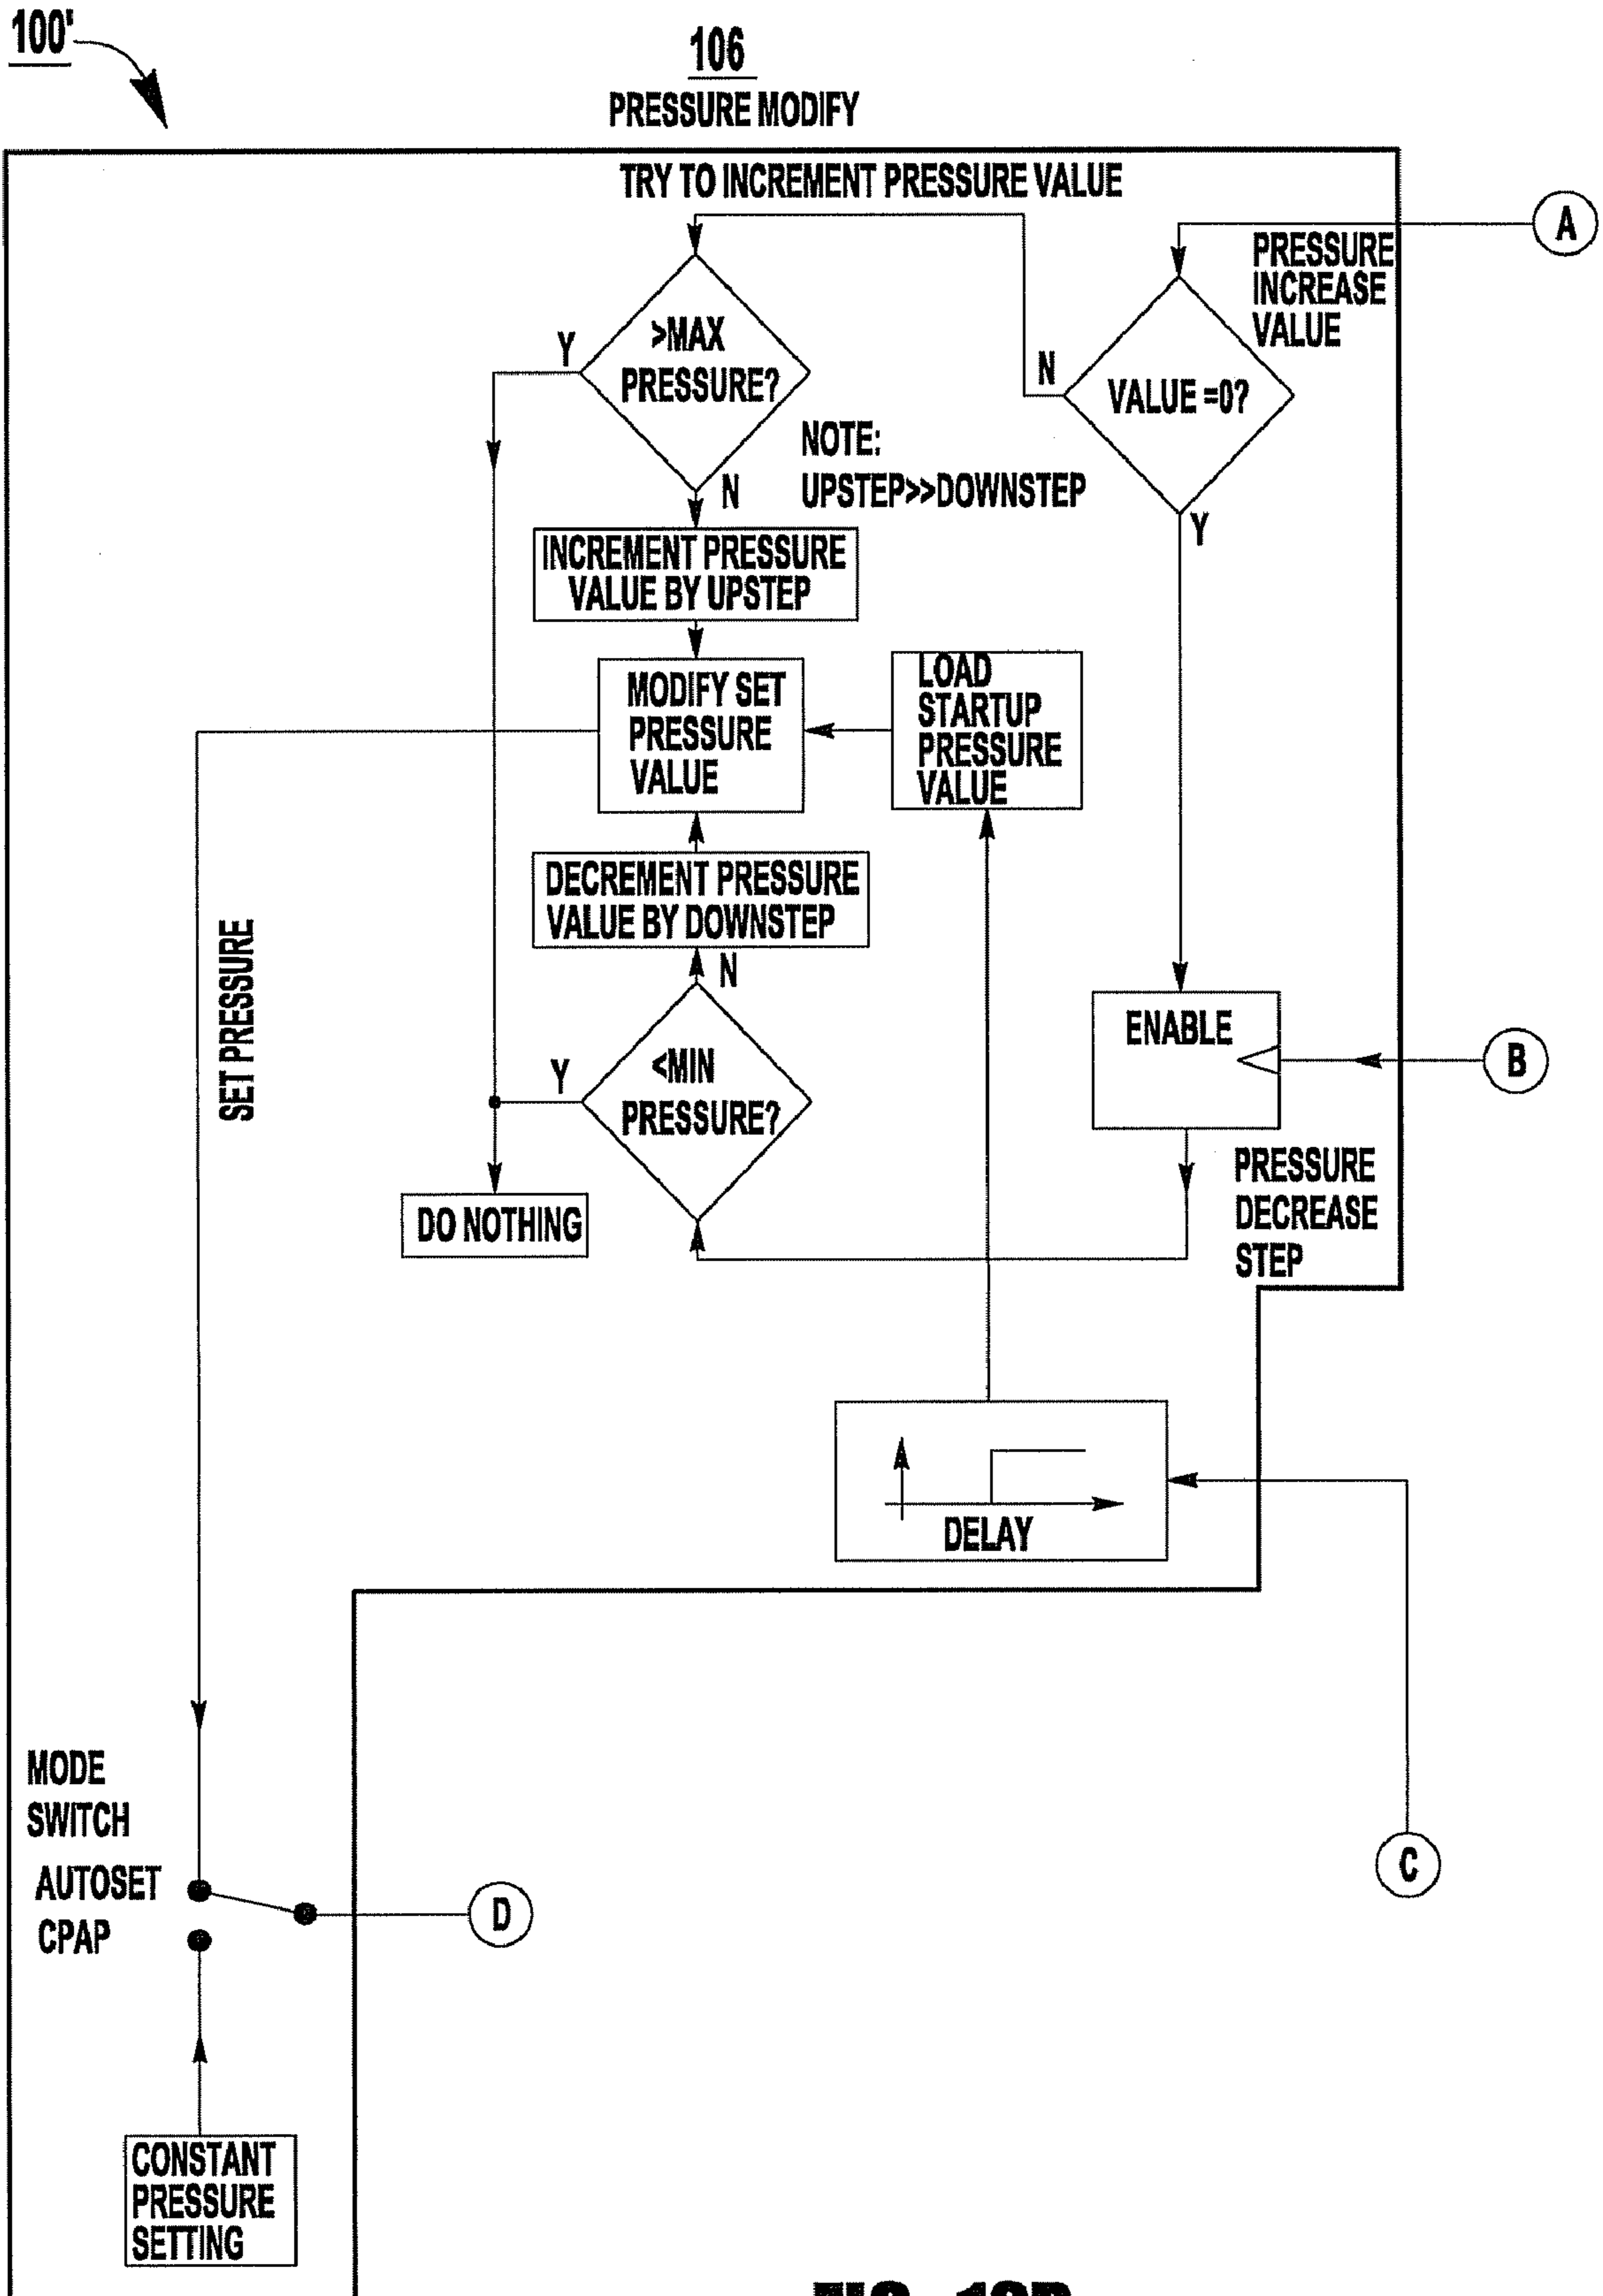 100'
106
PRESSURE MODIFY
TRY TO INCREMENT PRESSURE VALUE
A
PRESSURE
INCREASE
VALUE
>MAX
PRESSURE?
Y
N
VALUE =0?
N
Y
NOTE:
UPSTEP>>DOWNSTEP
INCREMENT PRESSURE
VALUE BY UPSTEP
MODIFY SET
PRESSURE
VALUE
LOAD
STARTUP
PRESSURE
VALUE
DECREMENT PRESSURE
VALUE BY DOWNSTEP
N
SET PRESSURE
ENABLE
B
Y
<MIN
PRESSURE?
DO NOTHING
PRESSURE
DECREASE
STEP
DELAY
MODE
SWITCH
AUTOSET
CPAP
C
D
CONSTANT
PRESSURE
SETTING